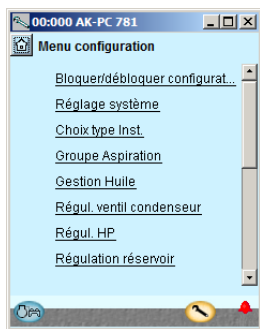 00:000 AK-PC 781
Menu configuration
Bloquer/débloquer configurat...
Réglage système
Choix type Inst.
Groupe Aspiration
Gestion Huile
Régul. ventil condenseur
Régul. HP
Régulation réservoir